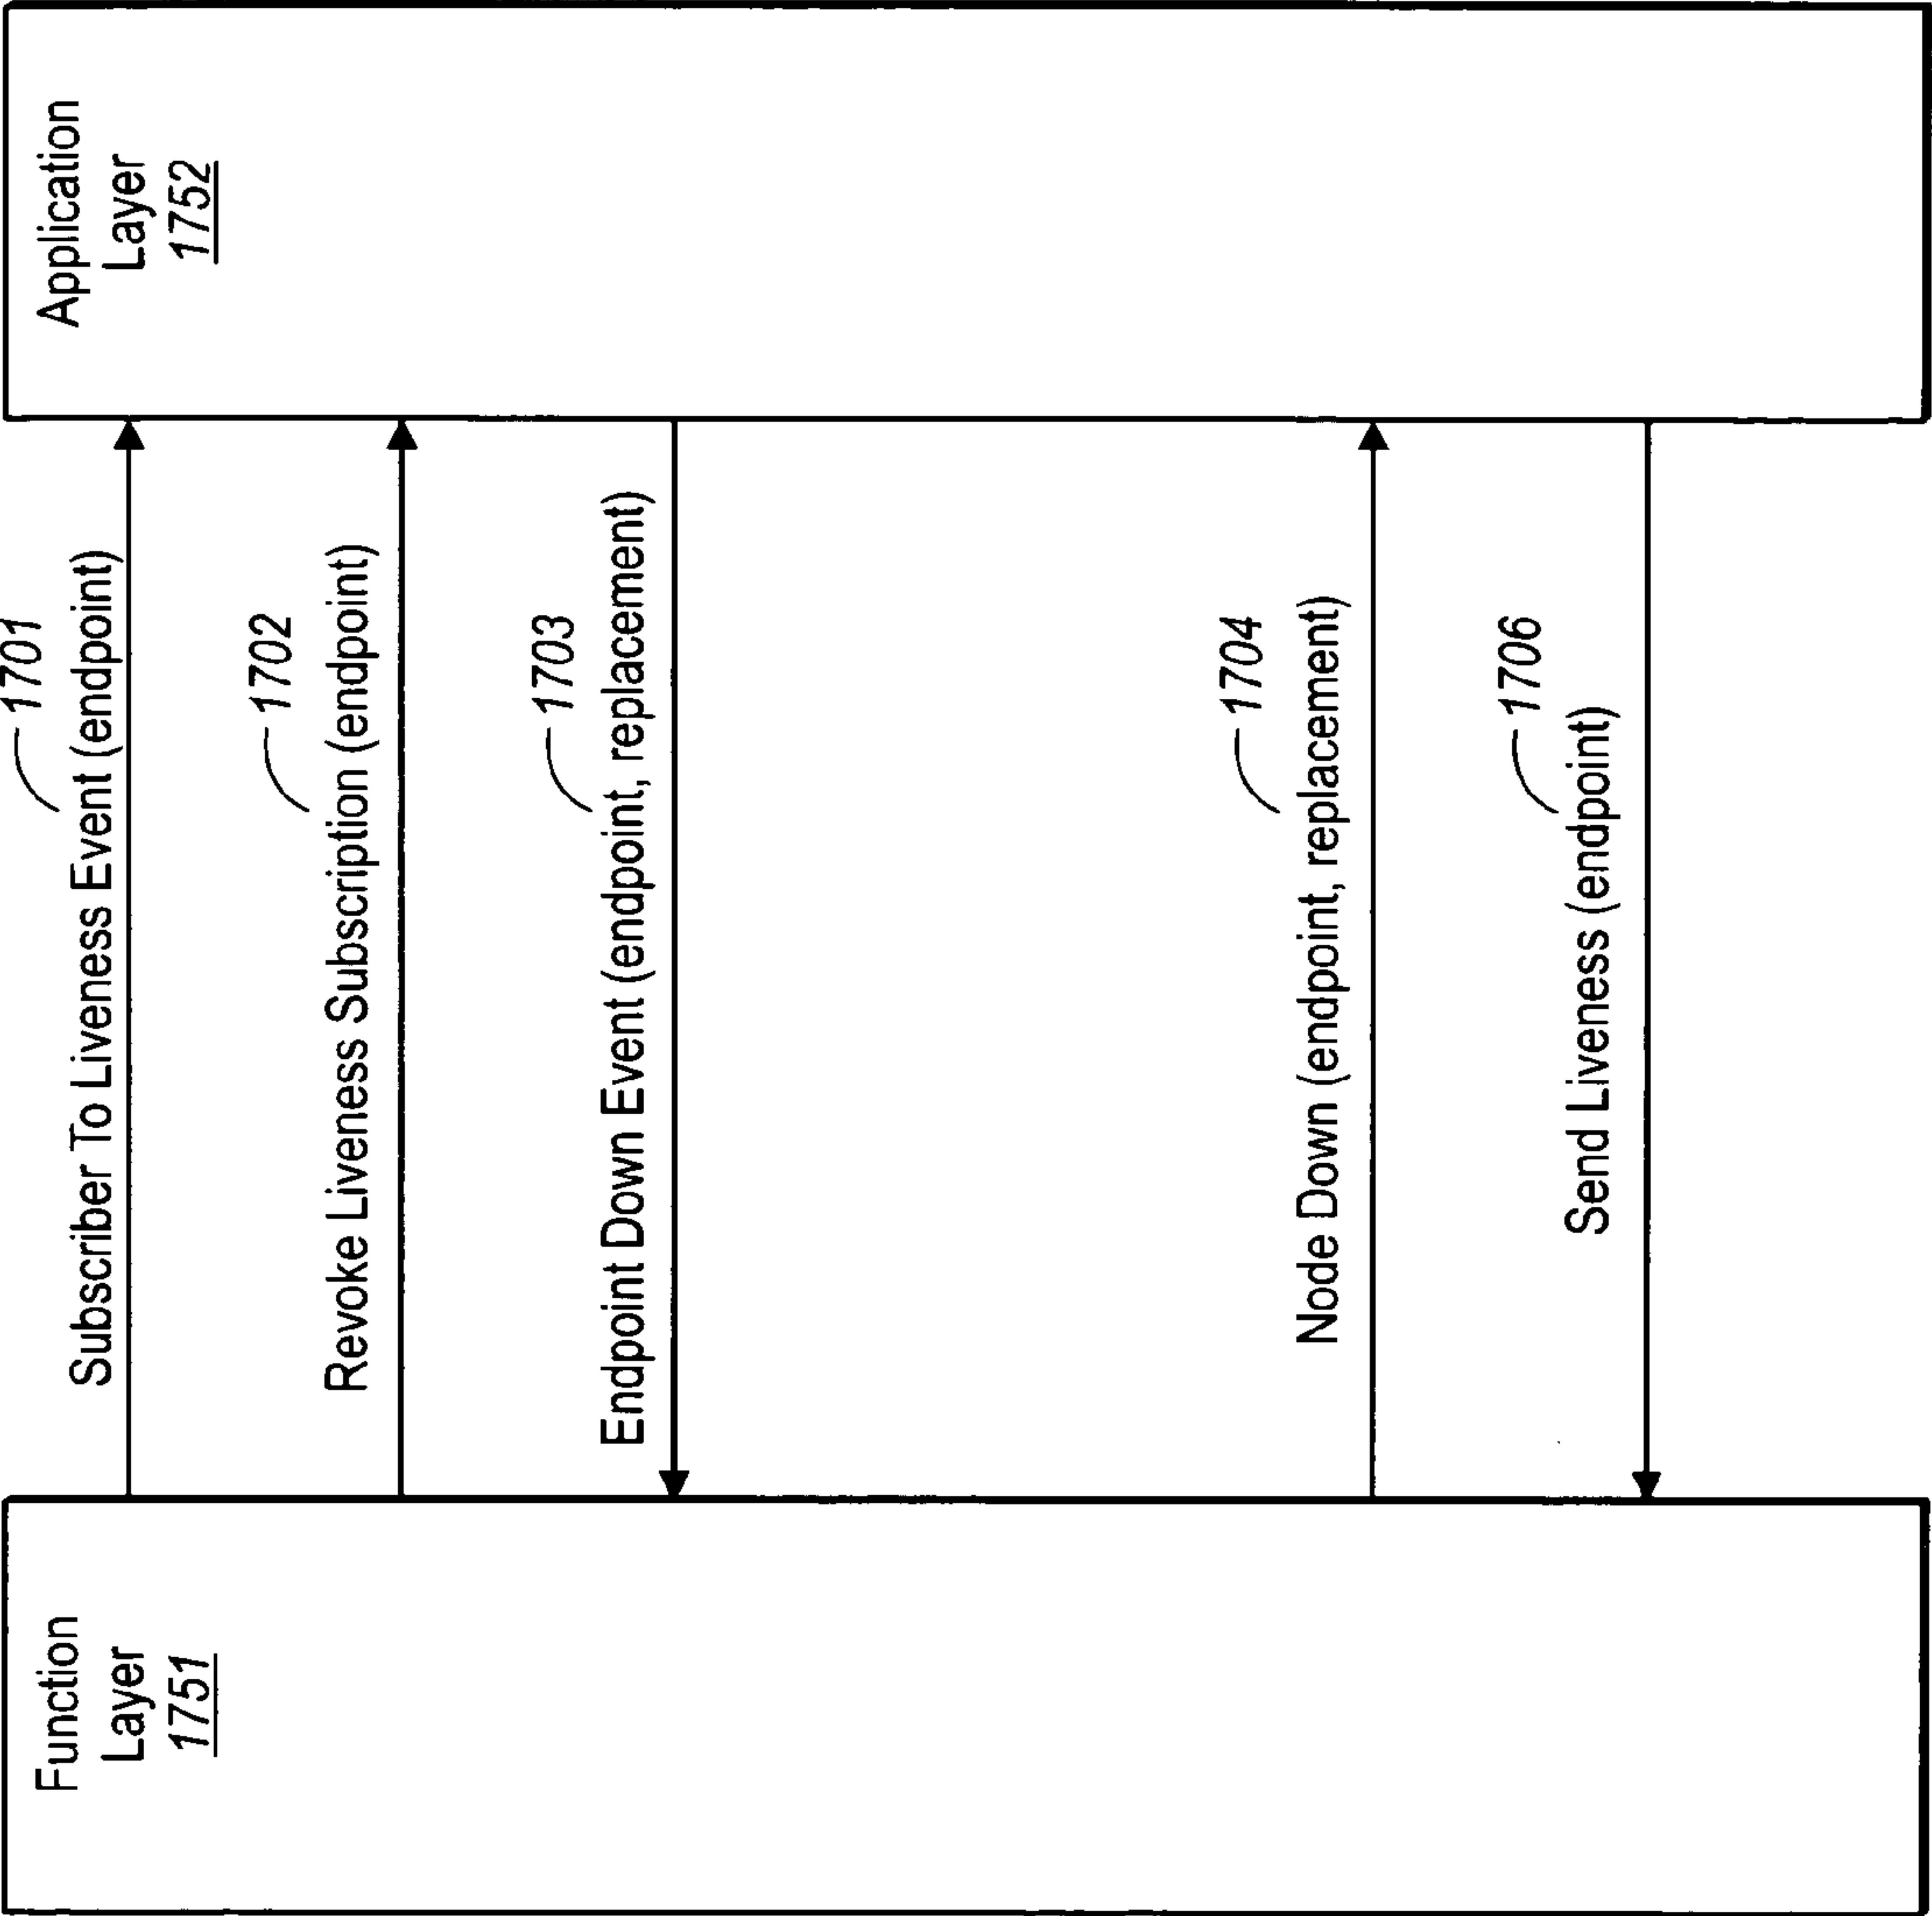 Function
Layer
1751
Application
Layer
1752
1701
Subscriber To Liveness Event (endpoint)
1702
Revoke Liveness Subscription (endpoint)
1703
Endpoint Down Event (endpoint, replacement)
1704
Node Down (endpoint, replacement)
1706
Send Liveness (endpoint)